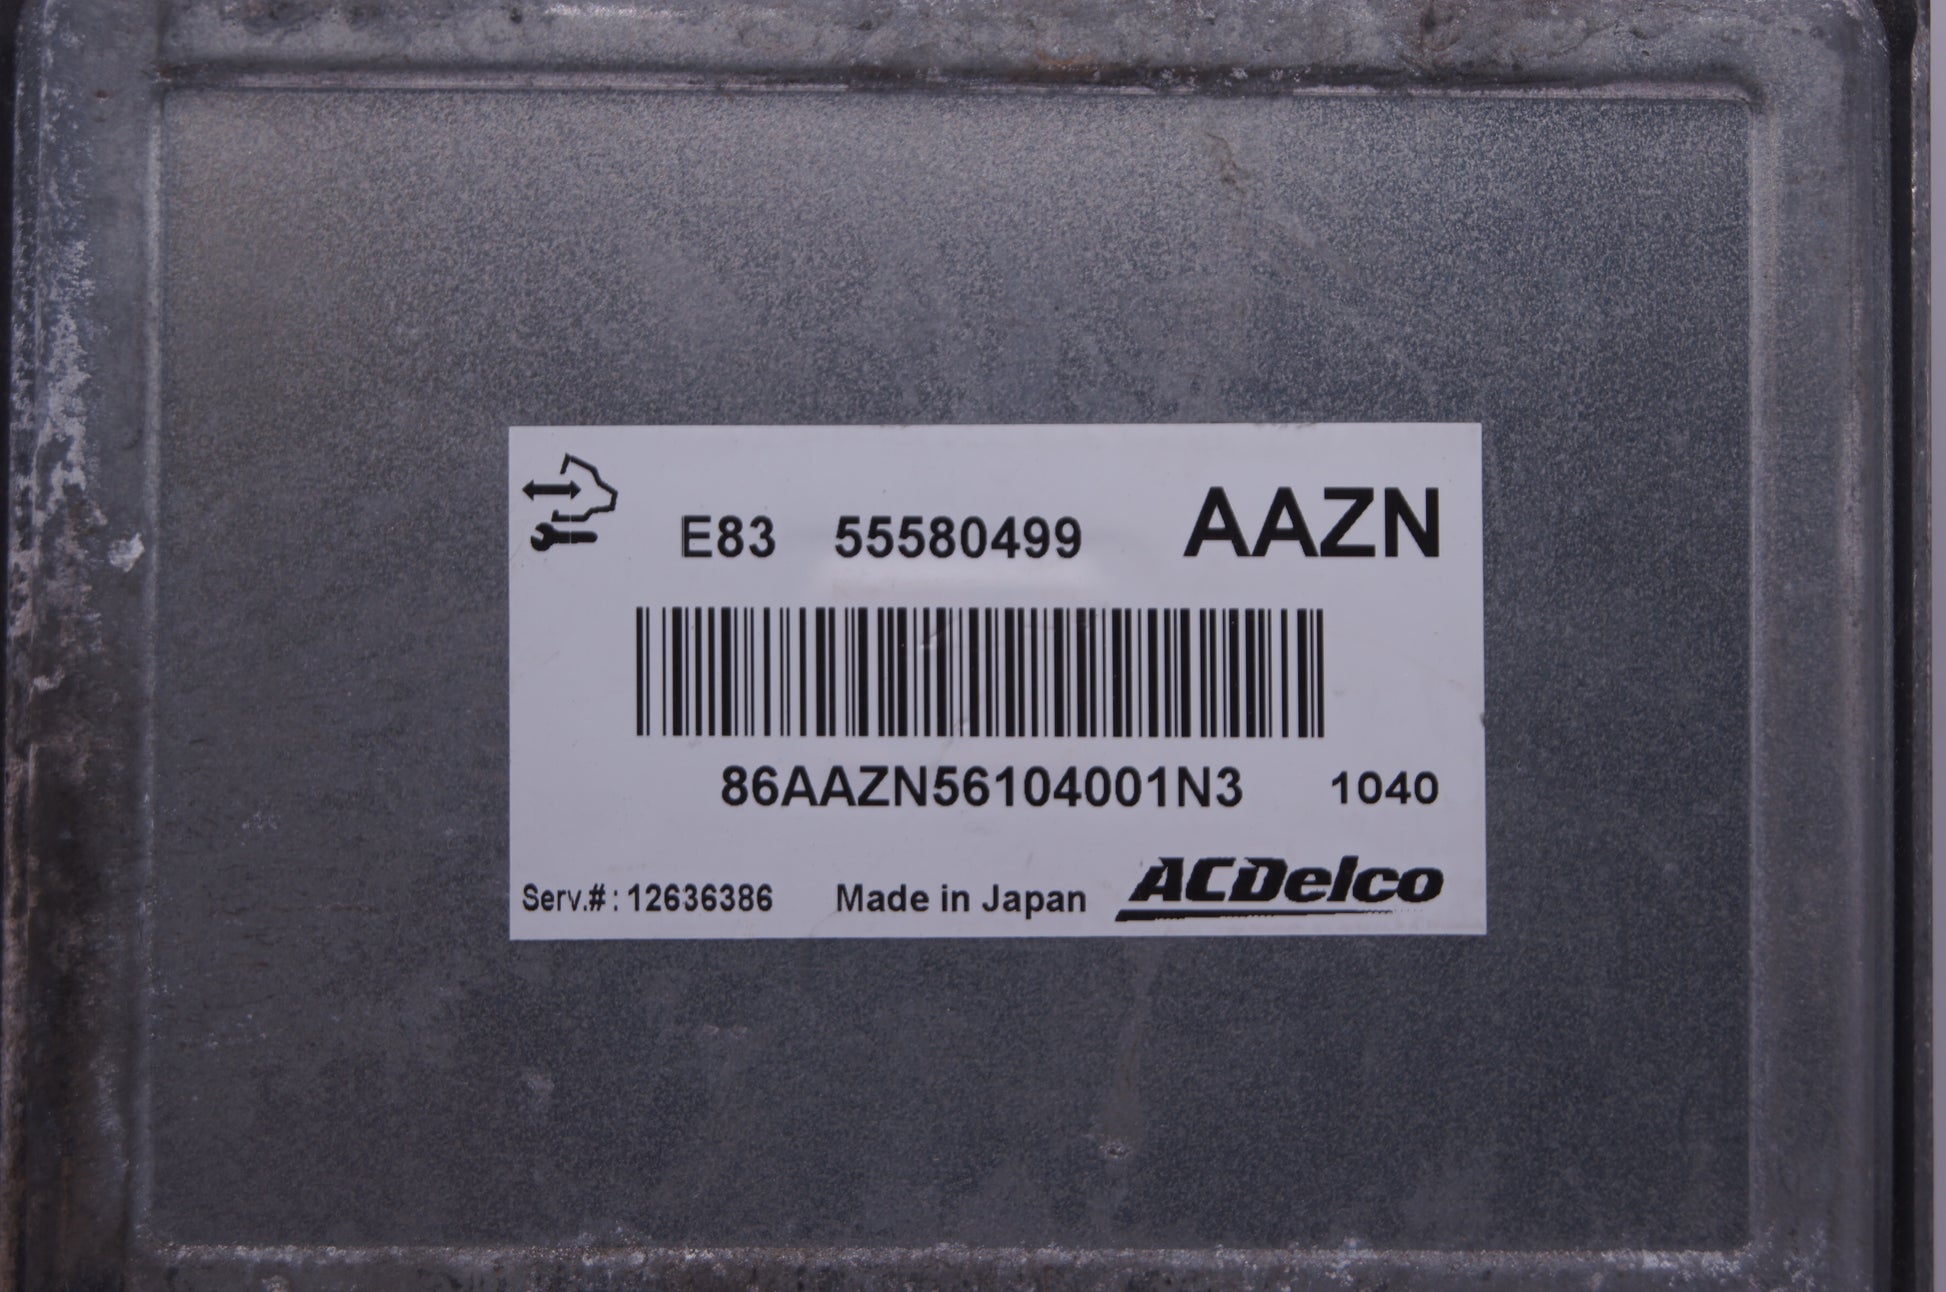 E83 55580499 AAZN
86AAZN56104001N3 1040
Serv.#: 12636386 Made in Japan ACDelco